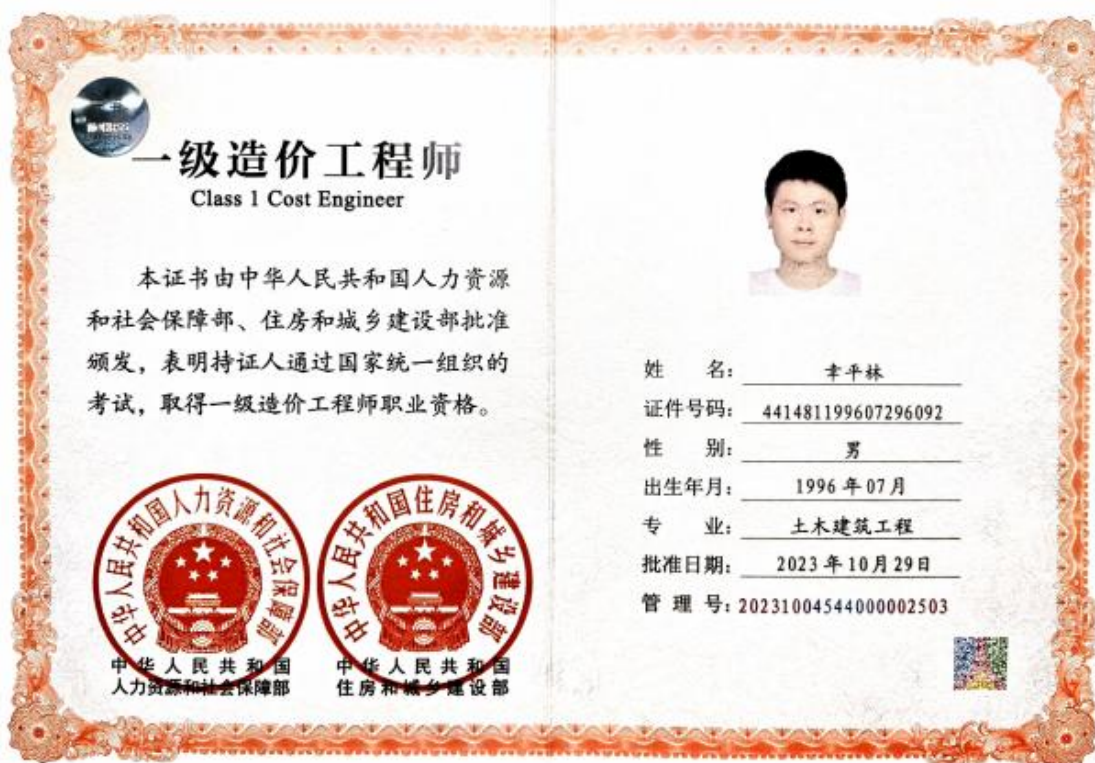 一级造价工程师
Class 1 Cost Engineer
本证书由中华人民共和国人力资源
和社会保障部、住房和城乡建设部批准
颁发，表明持证人通过国家统一组织的
考试，取得一级造价工程师职业资格。
中华人民共和国人力资源和社会保障部
中华人民共和国住房和城乡建设部
中华人民共和国
人力资源和社会保障部
中华人民共和国
住房和城乡建设部
姓名：幸平林
证件号码：441481199607296092
性别：男
出生年月：1996年07月
专业：土木建筑工程
批准日期：2023年10月29日
管理号：20231004544000002503